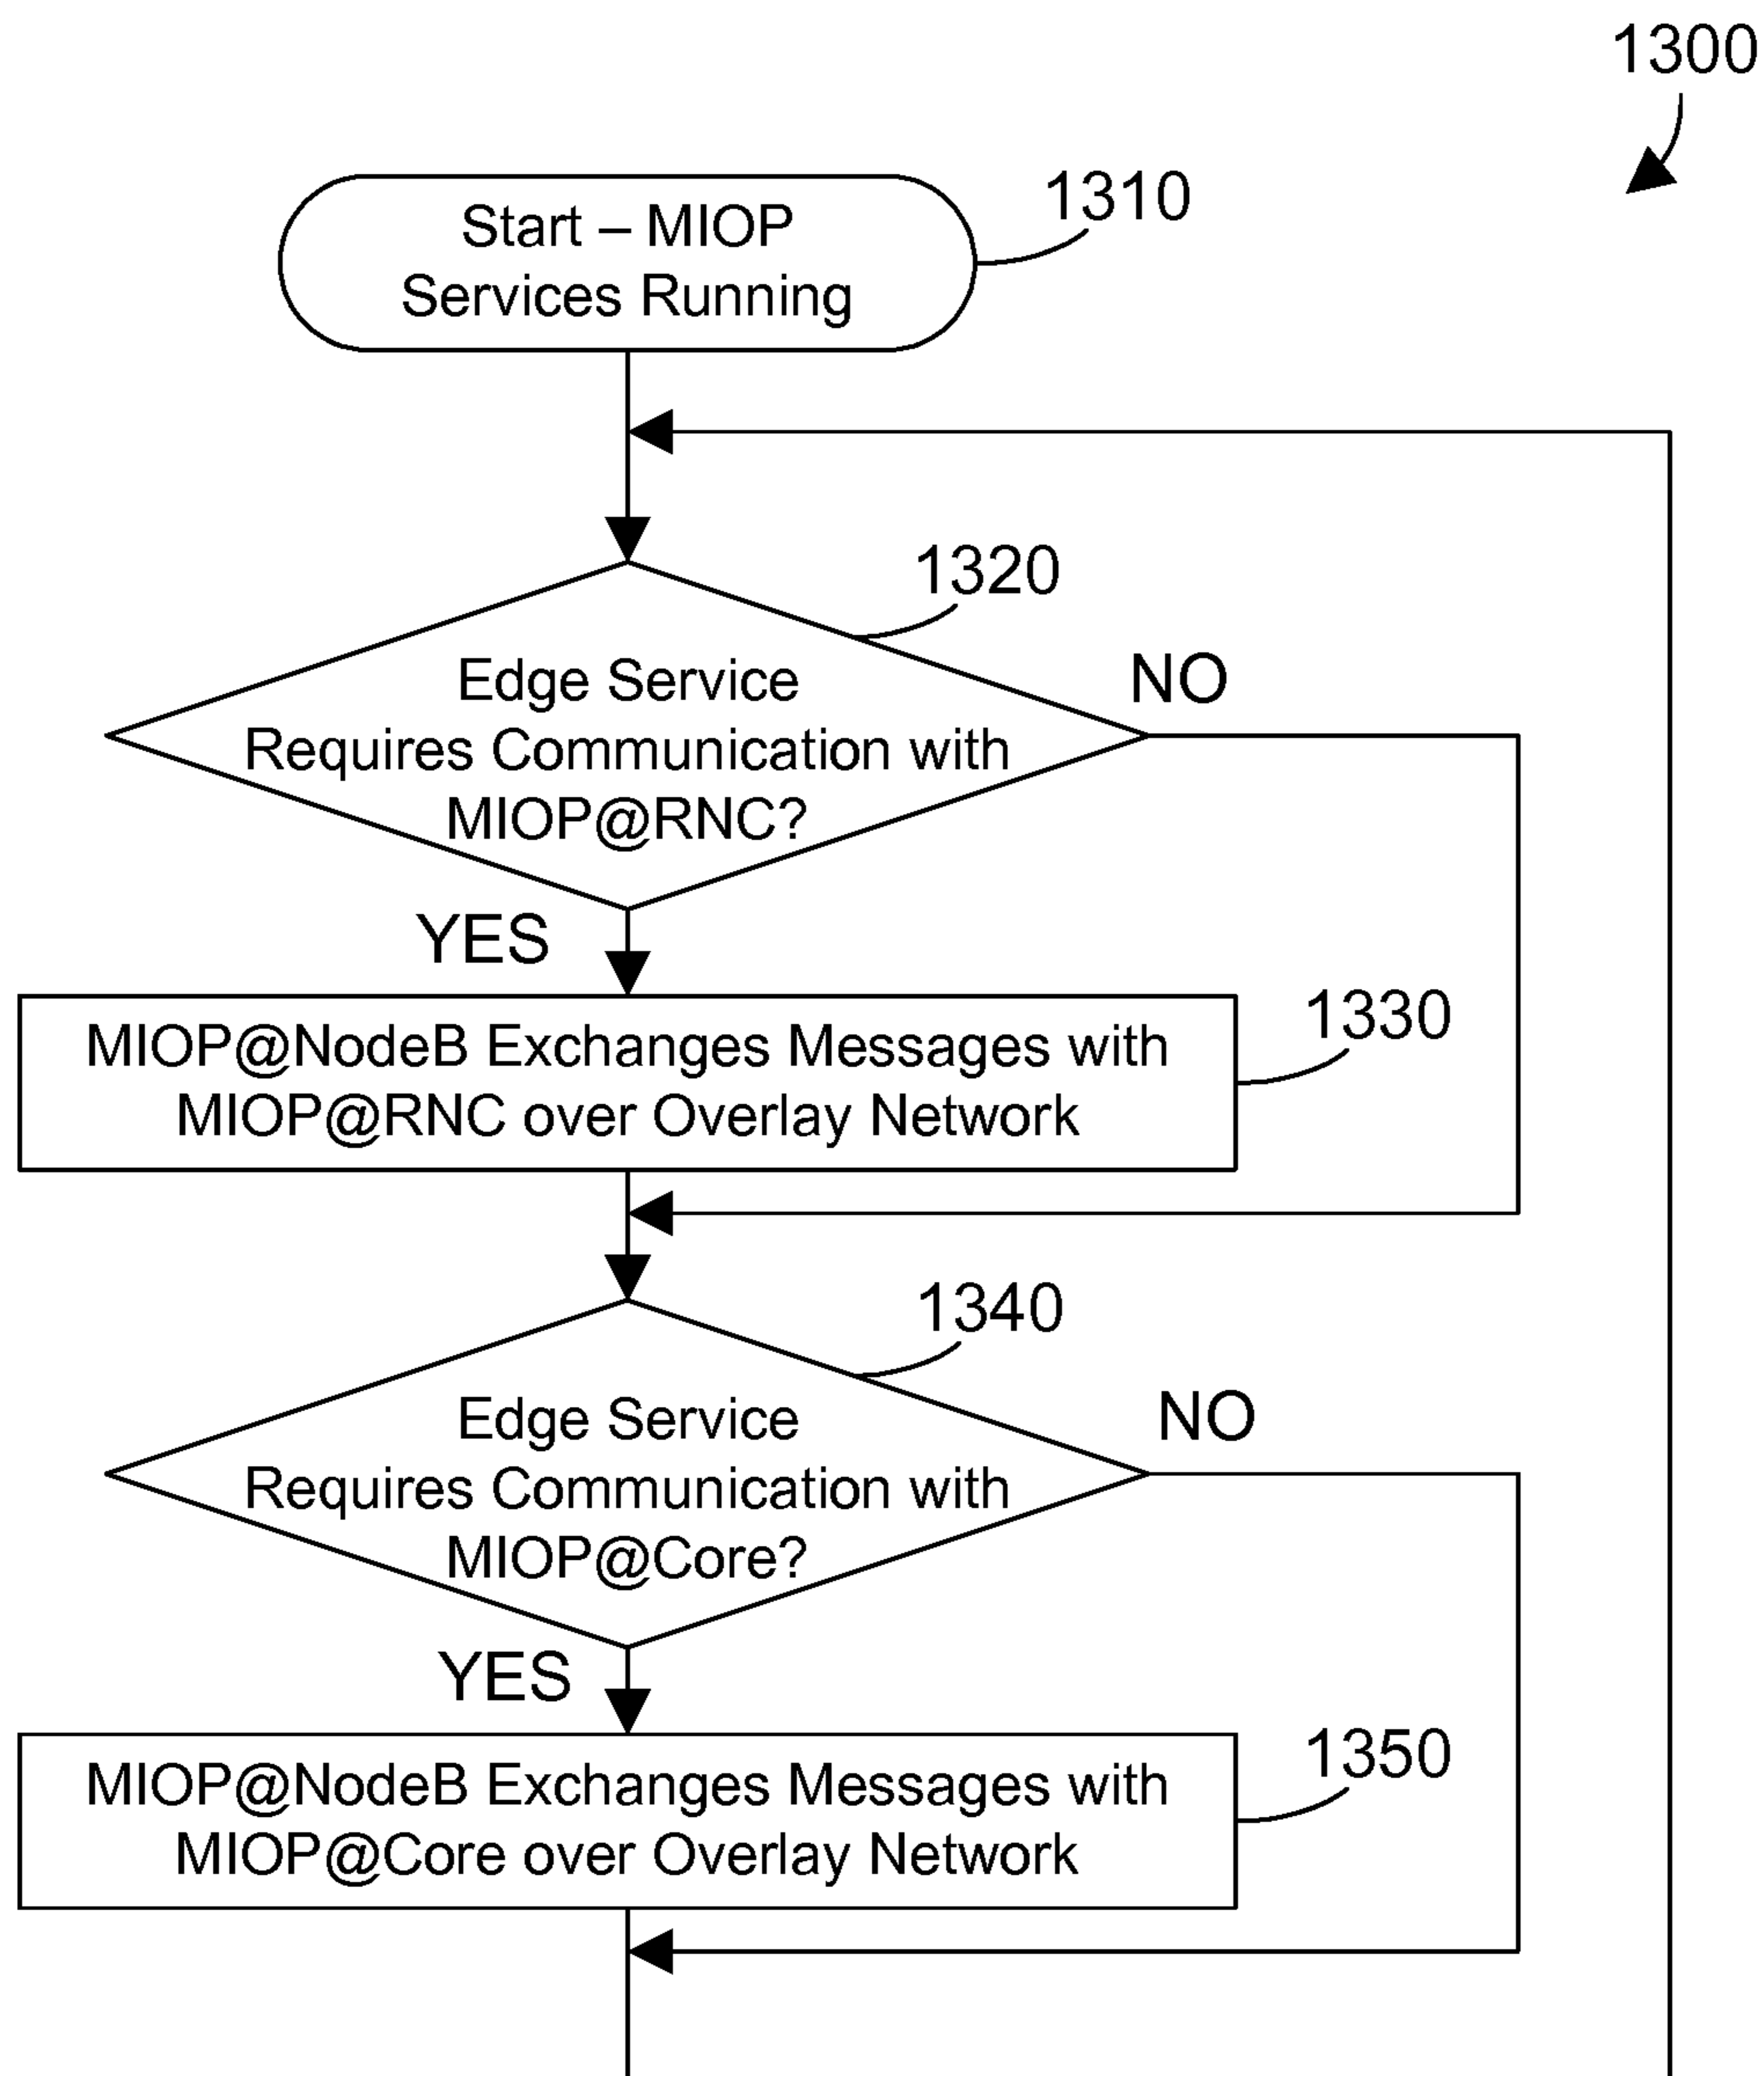 1300
Start – MIOP
Services Running
1310
1320
Edge Service
Requires Communication with
MIOP@RNC?
NO
YES
MIOP@NodeB Exchanges Messages with
MIOP@RNC over Overlay Network
1330
1340
Edge Service
Requires Communication with
MIOP@Core?
NO
YES
MIOP@NodeB Exchanges Messages with
MIOP@Core over Overlay Network
1350